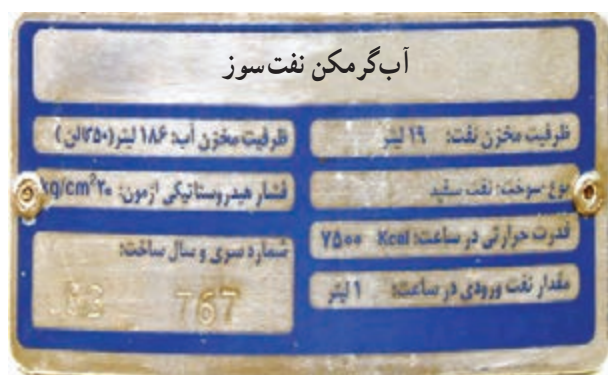 آب‌گرمکن نفت‌سوز
ظرفیت مخزن نفت: ۱۹ لیتر
نوع سوخت: نفت سفید
قدرت حرارتی در ساعت: Kcal ۷۵۰۰
مقدار نفت ورودی در ساعت: ۱ لیتر
ظرفیت مخزن آب: ۱۸۶ لیتر (۵۰ گالن)
فشار هیدروستاتیکی آزمون: ۲۰ kg/cm²
شماره سری و سال ساخت:
767